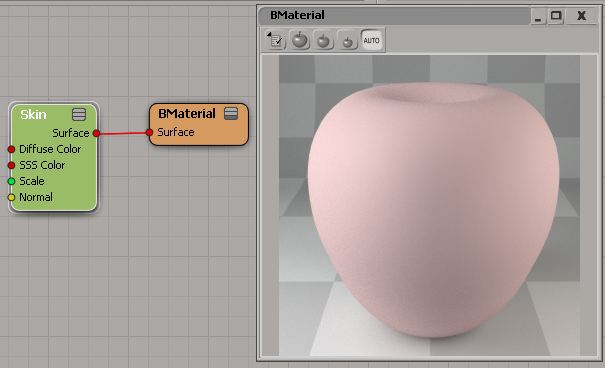 BMaterial
AUTO
Skin
Surface
Diffuse Color
SSS Color
Scale
Normal
BMaterial
Surface